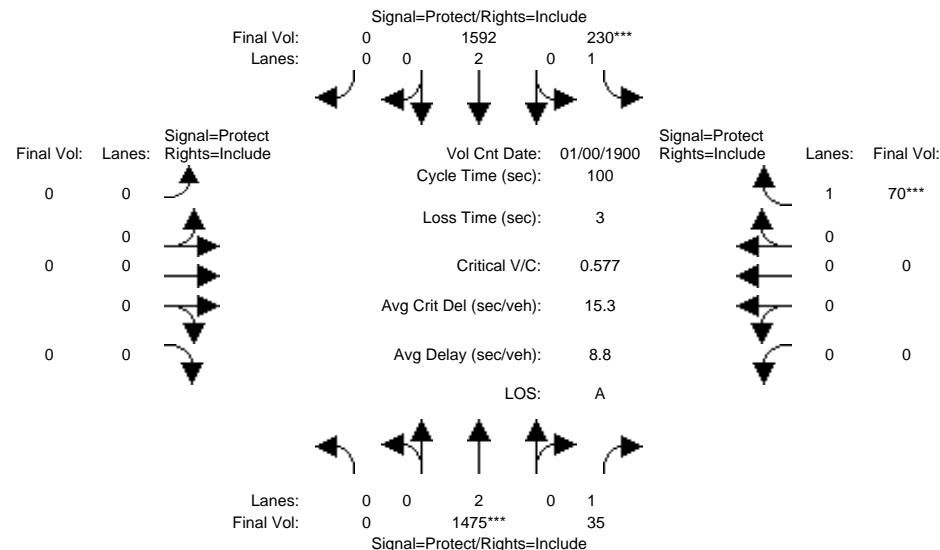 Signal=Protect/Rights=Include
Final Vol: 0 1592 230***
Lanes: 0 0 2 0 1
Signal=Protect Signal=Protect
Final Vol: Lanes: Rights=Include Vol Cnt Date: 01/00/1900 Rights=Include Lanes: Final Vol:
Cycle Time (sec): 100
0 0 1 70***
Loss Time (sec): 3
0 0
0 0 Critical V/C: 0.577 0 0
0 Avg Crit Del (sec/veh): 15.3 0
0 0 Avg Delay (sec/veh): 8.8 0 0
LOS: A
Lanes: 0 0 2 0 1
Final Vol: 0 1475*** 35
Signal=Protect/Rights=Include